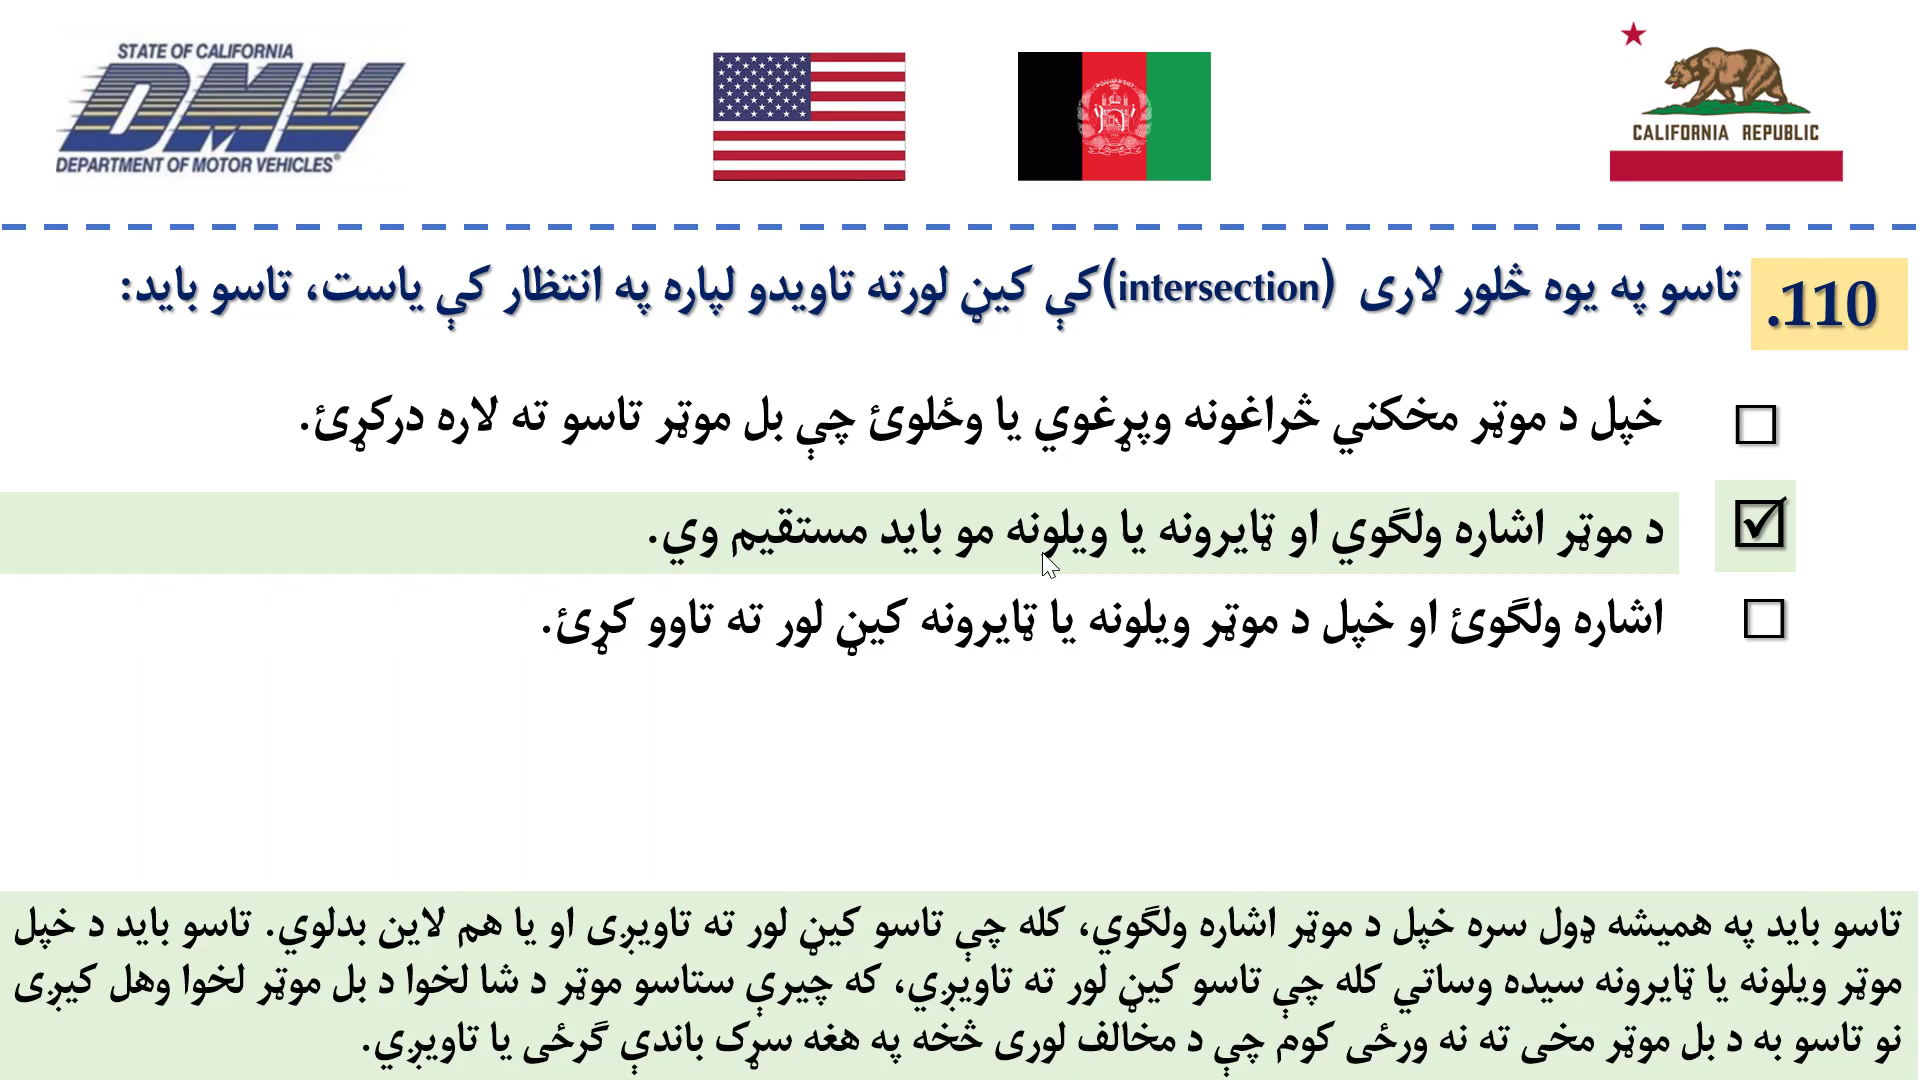 STATE OF CALIFORNIA
DMV
DEPARTMENT OF MOTOR VEHICLES®
CALIFORNIA REPUBLIC
110. تاسو په یوه څلور لاری (intersection)کې کیڼ لورته تاویدو لپاره په انتظار کې یاست، تاسو باید:
خپل د موټر مخکنې څراغونه وپړغوي یا وځلوئ چې بل موټر تاسو ته لاره درکړئ.
د موټر اشاره ولګوي او ټایرونه یا ویلونه مو باید مستقیم وي.
اشاره ولګوئ او خپل د موټر ویلونه یا ټایرونه کیڼ لور ته تاوو کړئ.
تاسو باید په همیشه ډول سره خپل د موټر اشاره ولګوي، کله چې تاسو کیڼ لور ته تاویږی او یا هم لاین بدلوي. تاسو باید د خپل
موټر ویلونه یا ټایرونه سیده وساتي کله چې تاسو کیڼ لور ته تاویږي، که چیرې ستاسو موټر د شا لخوا د بل موټر لخوا وهل کیږی
نو تاسو به د بل موټر مخی ته نه ورځی کوم چې د مخالف لوری څخه په هغه سړک باندې ګرځی یا تاویږي.